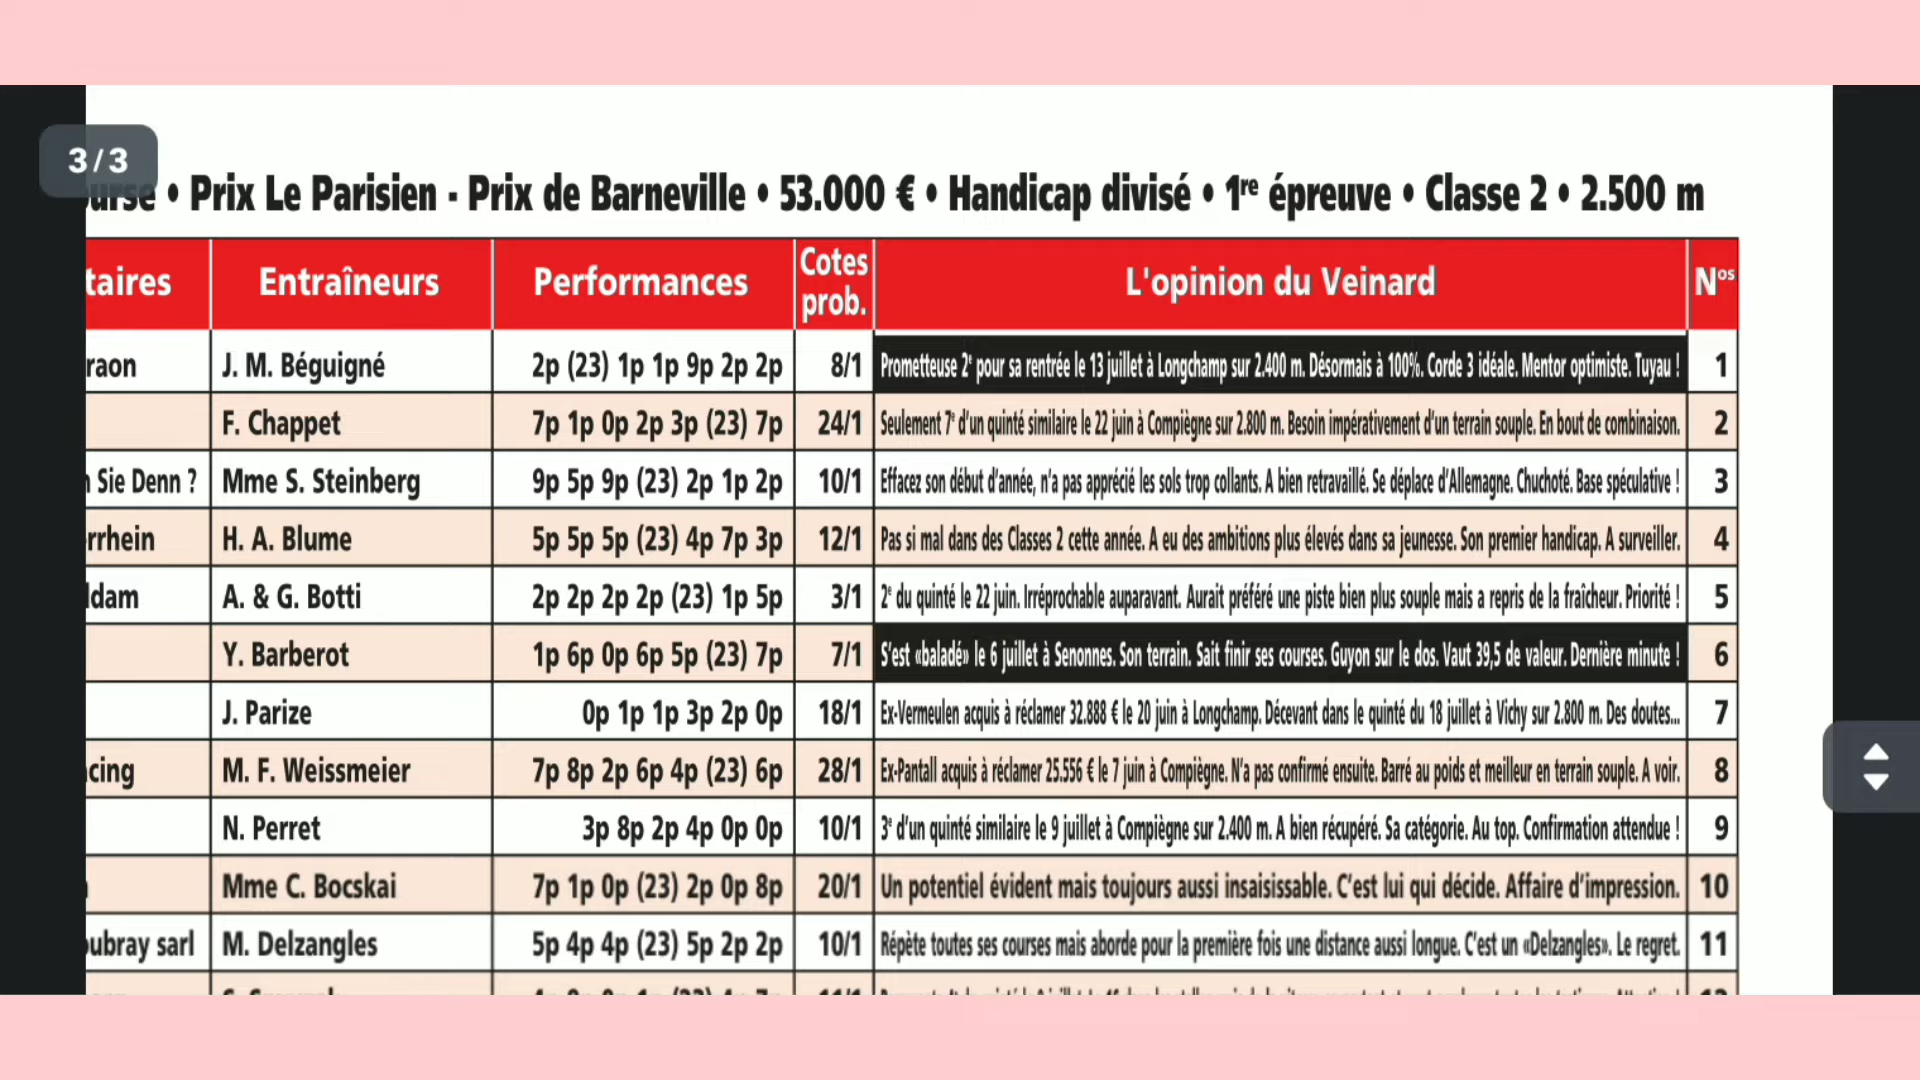 3/3
• Prix Le Parisien - Prix de Barneville • 53.000 € • Handicap divisé • 1re épreuve • Classe 2 • 2.500 m
taires Entraîneurs Performances Cotes prob. L'opinion du Veinard Nos
raon J. M. Béguigné 2p (23) 1p 1p 9p 2p 2p 8/1 Prometteuse 2e pour sa rentrée le 13 juillet à Longchamp sur 2.400 m. Désormais à 100%. Corde 3 idéale. Mentor optimiste. Tuyau ! 1
F. Chappet 7p 1p 0p 2p 3p (23) 7p 24/1 Seulement 7e d'un quinté similaire le 22 juin à Compiègne sur 2.800 m. Besoin impérativement d'un terrain souple. En bout de combinaison. 2
Sie Denn ? Mme S. Steinberg 9p 5p 9p (23) 2p 1p 2p 10/1 Effacez son début d'année, n'a pas apprécié les sols trop collants. A bien retravaillé. Se déplace d'Allemagne. Chuchoté. Base spéculative ! 3
rrhein H. A. Blume 5p 5p 5p (23) 4p 7p 3p 12/1 Pas si mal dans des Classes 2 cette année. A eu des ambitions plus élevés dans sa jeunesse. Son premier handicap. A surveiller. 4
ldam A. & G. Botti 2p 2p 2p 2p (23) 1p 5p 3/1 2e du quinté le 22 juin. Irréprochable auparavant. Aurait préféré une piste bien plus souple mais a repris de la fraîcheur. Priorité ! 5
Y. Barberot 1p 6p 0p 6p 5p (23) 7p 7/1 S'est «baladé» le 6 juillet à Senonnes. Son terrain. Sait finir ses courses. Guyon sur le dos. Vaut 39,5 de valeur. Dernière minute ! 6
J. Parize 0p 1p 1p 3p 2p 0p 18/1 Ex-Vermeulen acquis à réclamer 32.888 € le 20 juin à Longchamp. Décevant dans le quinté du 18 juillet à Vichy sur 2.800 m. Des doutes... 7
cing M. F. Weissmeier 7p 8p 2p 6p 4p (23) 6p 28/1 Ex-Pantall acquis à réclamer 25.556 € le 7 juin à Compiègne. N'a pas confirmé ensuite. Barré au poids et meilleur en terrain souple. A voir. 8
N. Perret 3p 8p 2p 4p 0p 0p 10/1 3e d'un quinté similaire le 9 juillet à Compiègne sur 2.400 m. A bien récupéré. Sa catégorie. Au top. Confirmation attendue ! 9
Mme C. Bocskai 7p 1p 0p (23) 2p 0p 8p 20/1 Un potentiel évident mais toujours aussi insaisissable. C'est lui qui décide. Affaire d'impression. 10
oubray sarl M. Delzangles 5p 4p 4p (23) 5p 2p 2p 10/1 Répète toutes ses courses mais aborde pour la première fois une distance aussi longue. C'est un «Delzangles». Le regret. 11